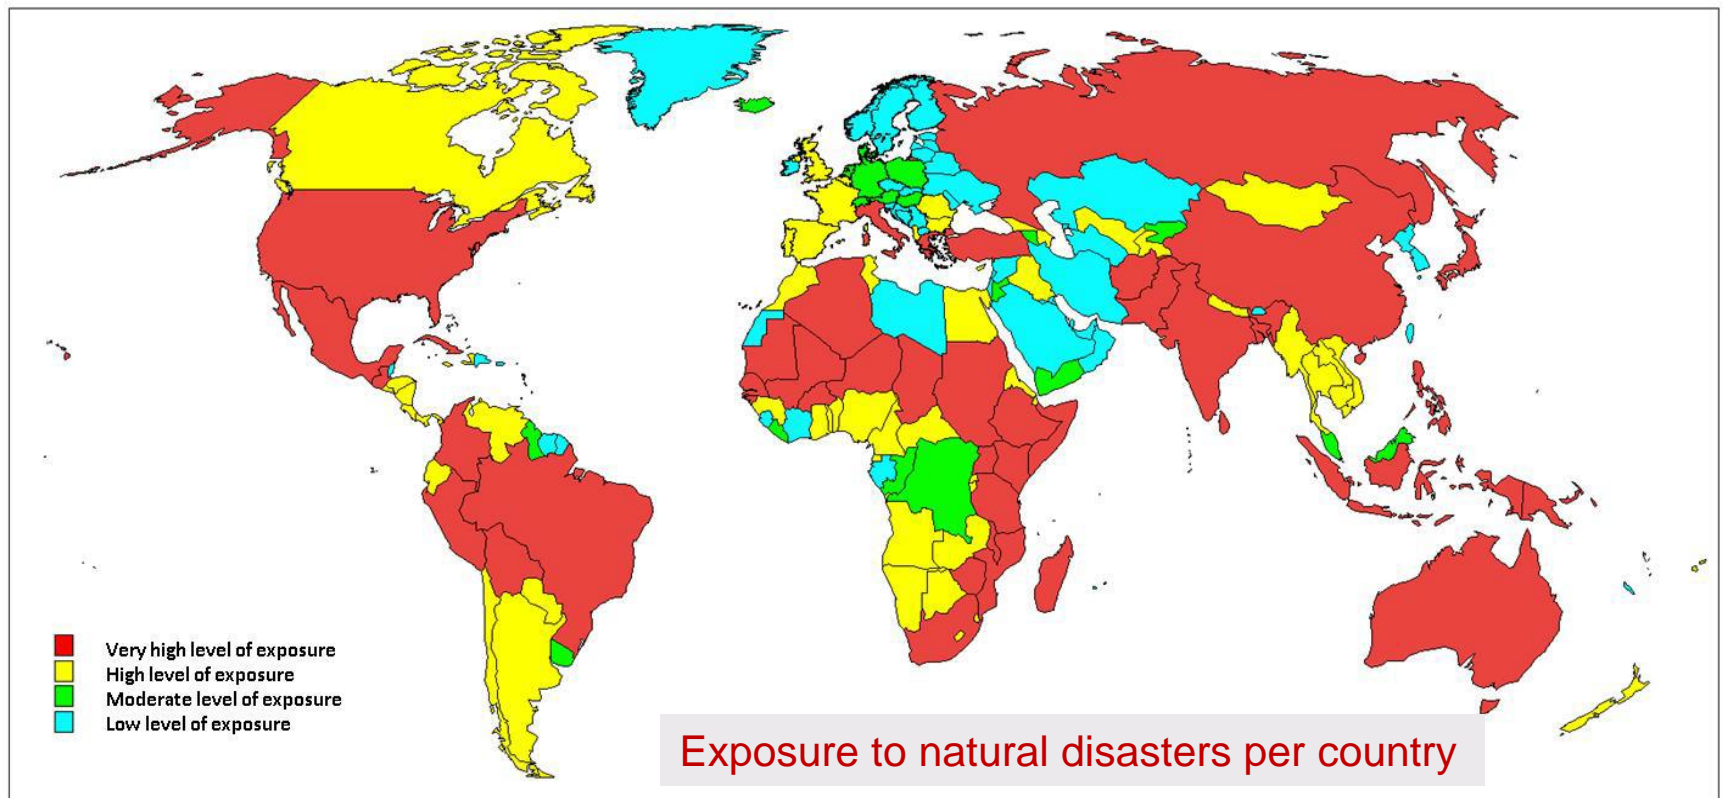 Very high level of exposure
High level of exposure
Moderate level of exposure
Low level of exposure
Exposure to natural disasters per country